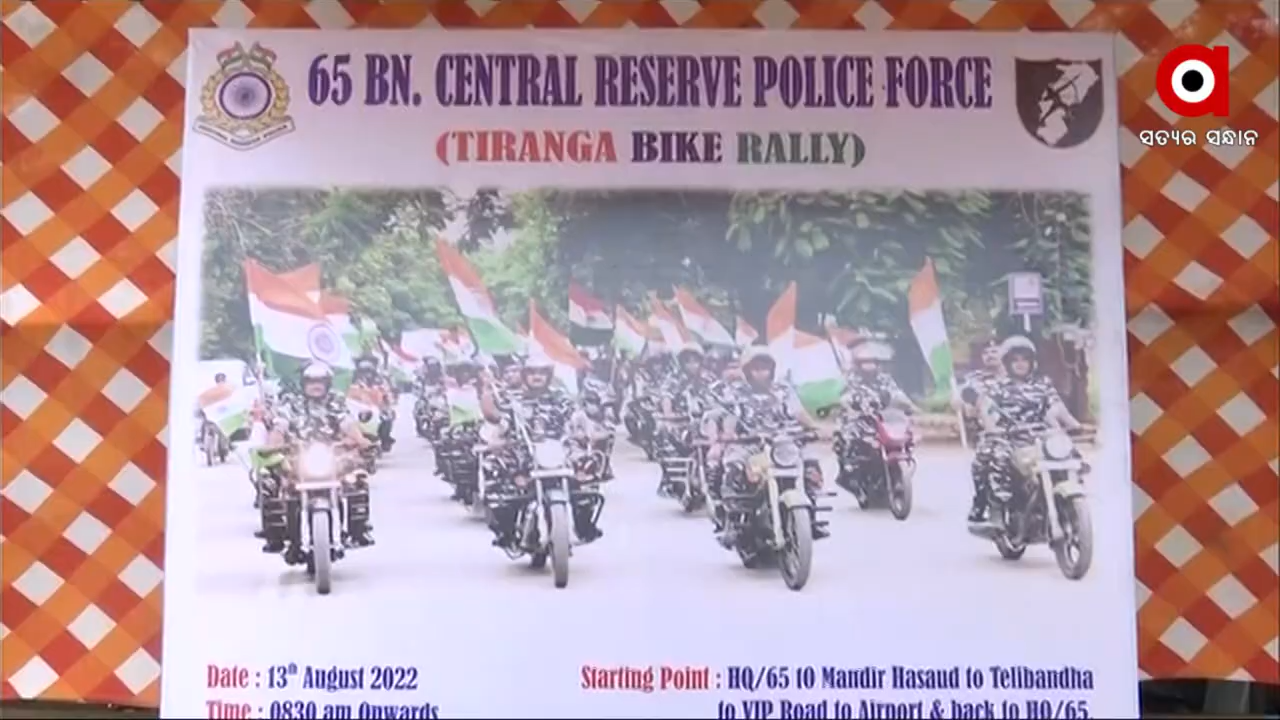 65 BN. CENTRAL RESERVE POLICE FORCE
(TIRANGA BIKE RALLY)
ସତ୍ୟର ସନ୍ଧାନ
Date : 13th August 2022
Starting Point : HQ/65 to Mandir Hasaud to Telibandha
Time : 0830 am Onwards
to VIP Road to Airport & back to HQ/65.